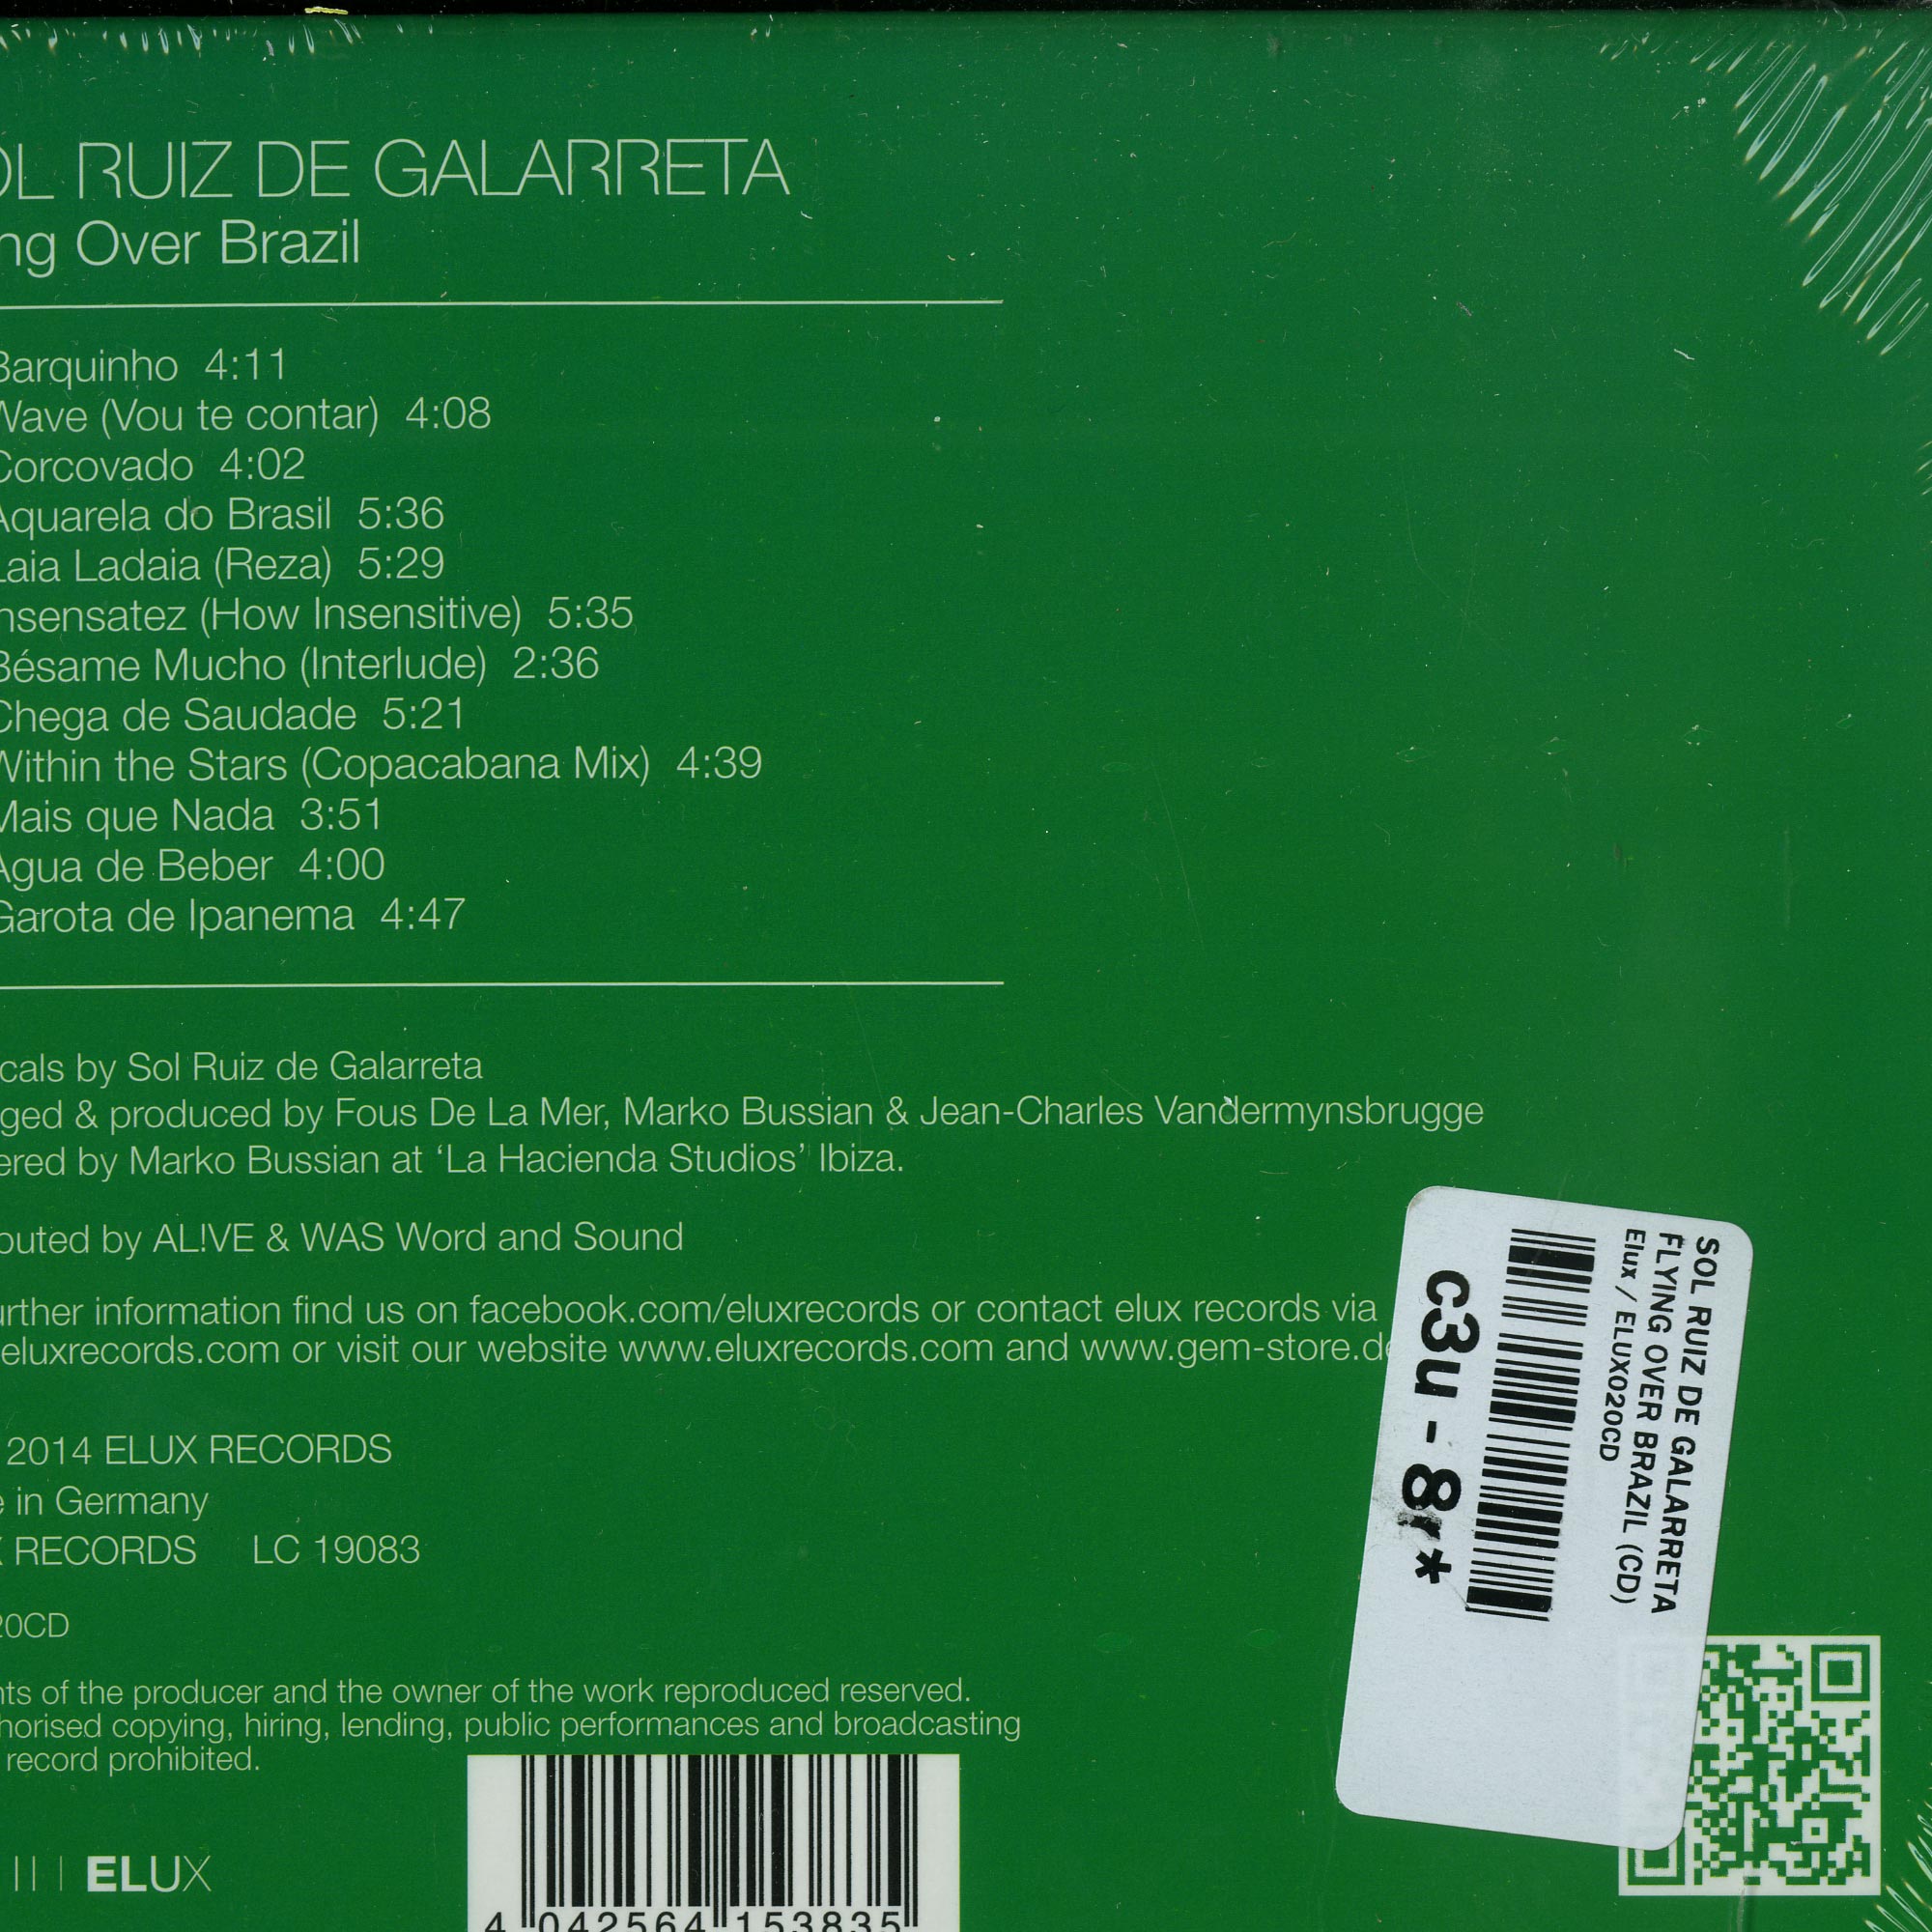 OL RUIZ DE GALARRETA
ng Over Brazil
Barquinho 4:11
Wave (Vou te contar) 4:08
Corcovado 4:02
Aquarela do Brasil 5:36
Laia Ladaia (Reza) 5:29
nsensatez (How Insensitive) 5:35
Bésame Mucho (Interlude) 2:36
Chega de Saudade 5:21
Within the Stars (Copacabana Mix) 4:39
Mais que Nada 3:51
Agua de Beber 4:00
Garota de Ipanema 4:47
cals by Sol Ruiz de Galarreta
ged & produced by Fous De La Mer, Marko Bussian & Jean-Charles Vandermynsbrugge
ered by Marko Bussian at ‘La Hacienda Studios’ Ibiza.
outed by AL!VE & WAS Word and Sound
urther information find us on facebook.com/eluxrecords or contact elux records via
eluxrecords.com or visit our website www.eluxrecords.com and www.gem-store.de
2014 ELUX RECORDS
e in Germany
X RECORDS LC 19083
20CD
nts of the producer and the owner of the work reproduced reserved.
horised copying, hiring, lending, public performances and broadcasting
record prohibited.
ELUX
4 042564 153835
SOL RUIZ DE GALARRETA
FLYING OVER BRAZIL (CD)
Elux / ELUX020CD
c3u - 8r*